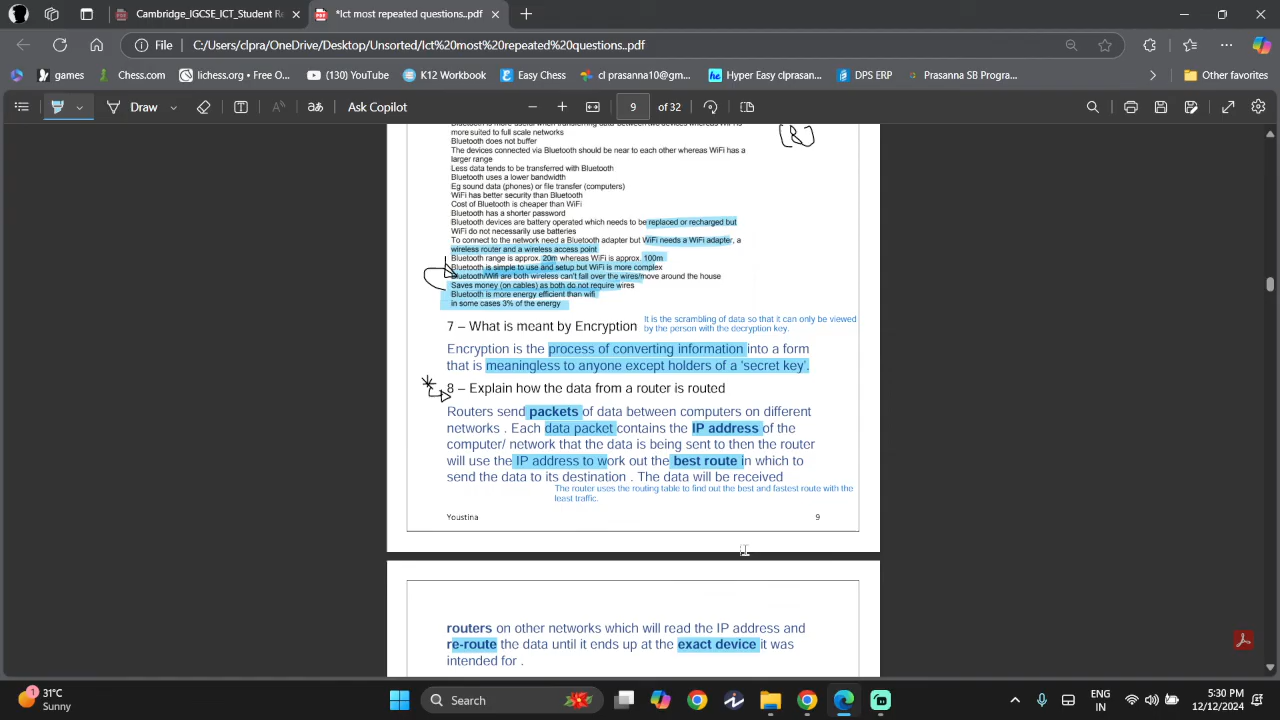 Cambridge_IGCSE_ICT_Student B
*ICt most repested_pdf.pdf
File
C:/Users/clpra/OneDrive/Desktop/Unsorted/ICt%20most%20repested_pdf.pdf
games
Chesscom
lichess.org • Free O...
(130) YouTube
K12 Workbook
Easy Chess
prasannaa10@gm...
Hyper Easy clprasan...
DPS ERP
Prasanna SB Progra...
Other favorites
Draw
Ask Copilot
9
more suited to full scale networks
Bluetooth does not buffer
The devices connected via Bluetooth should be near to each other whereas WiFi has a
larger range
Less data tends to be transferred with Bluetooth
Bluetooth uses a lower bandwidth
Eg sound data (phones) or file transfer (computers)
WiFi has better security than Bluetooth
Cost of Bluetooth is cheaper than WiFi
Bluetooth has a shorter password
Bluetooth devices are battery operated which needs to be replaced or recharged but
WiFi do not necessarily use batteries
To connect to the network need a Bluetooth adapter but WiFi needs a WiFi adapter, a
wireless router and a wireless access point
Bluetooth range is approx. 20m whereas WiFi is approx. 100m
Bluetooth is simple to use and setup but WiFi is more complex
Bluetooth/Wifi are both wireless can't fall over the wires/move around the house
Saves money (on cables) as both do not require wires
Bluetooth is more energy efficient than wifi
in some cases 3% of the energy
7 – What is meant by Encryption
It is the scrambling of data so that it can only be viewed
by the person with the decryption key.
Encryption is the process of converting information into a form
that is meaningless to anyone except holders of a 'secret key'.
8 – Explain how the data from a router is routed
Routers send packets of data between computers on different
networks . Each data packet contains the IP address of the
computer/ network that the data is being sent to then the router
will use the IP address to work out the best route in which to
send the data to its destination . The data will be received
The router uses the routing table to find out the best and fastest route with the
least traffic.
Youstina 9
routers on other networks which will read the IP address and
re-route the data until it ends up at the exact device it was
intended for .
1
31°C
Sunny
Search
ENG
IN
5:30 PM
12/12/2024